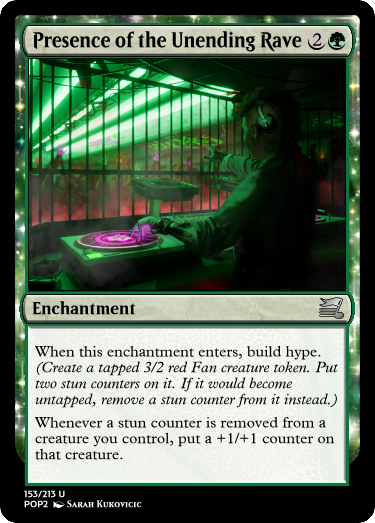 Presence of the Unending Rave 2
Enchantment
When this enchantment enters, build hype.
(Create a tapped 3/2 red Fan creature token. Put
two stun counters on it. If it would become
untapped, remove a stun counter from it instead.)
Whenever a stun counter is removed from a
creature you control, put a +1/+1 counter on
that creature.
153/213 U
POP2 Sarah Kukovicic